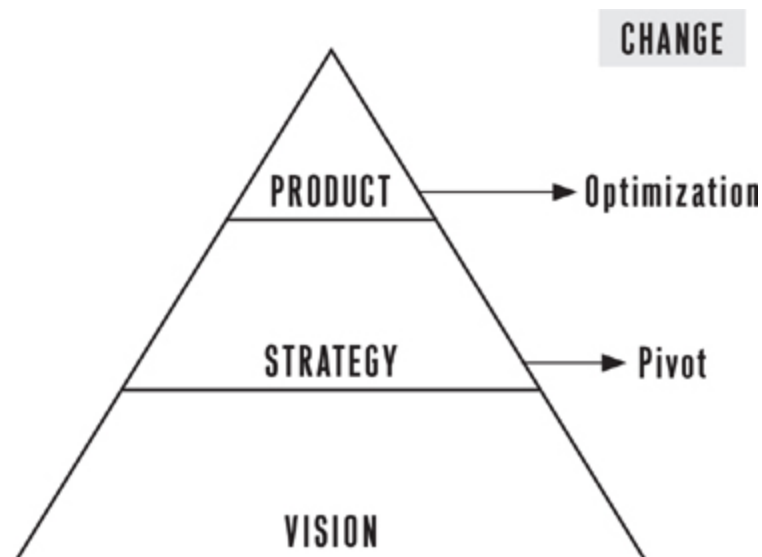 CHANGE
PRODUCT
Optimization
STRATEGY
Pivot
VISION